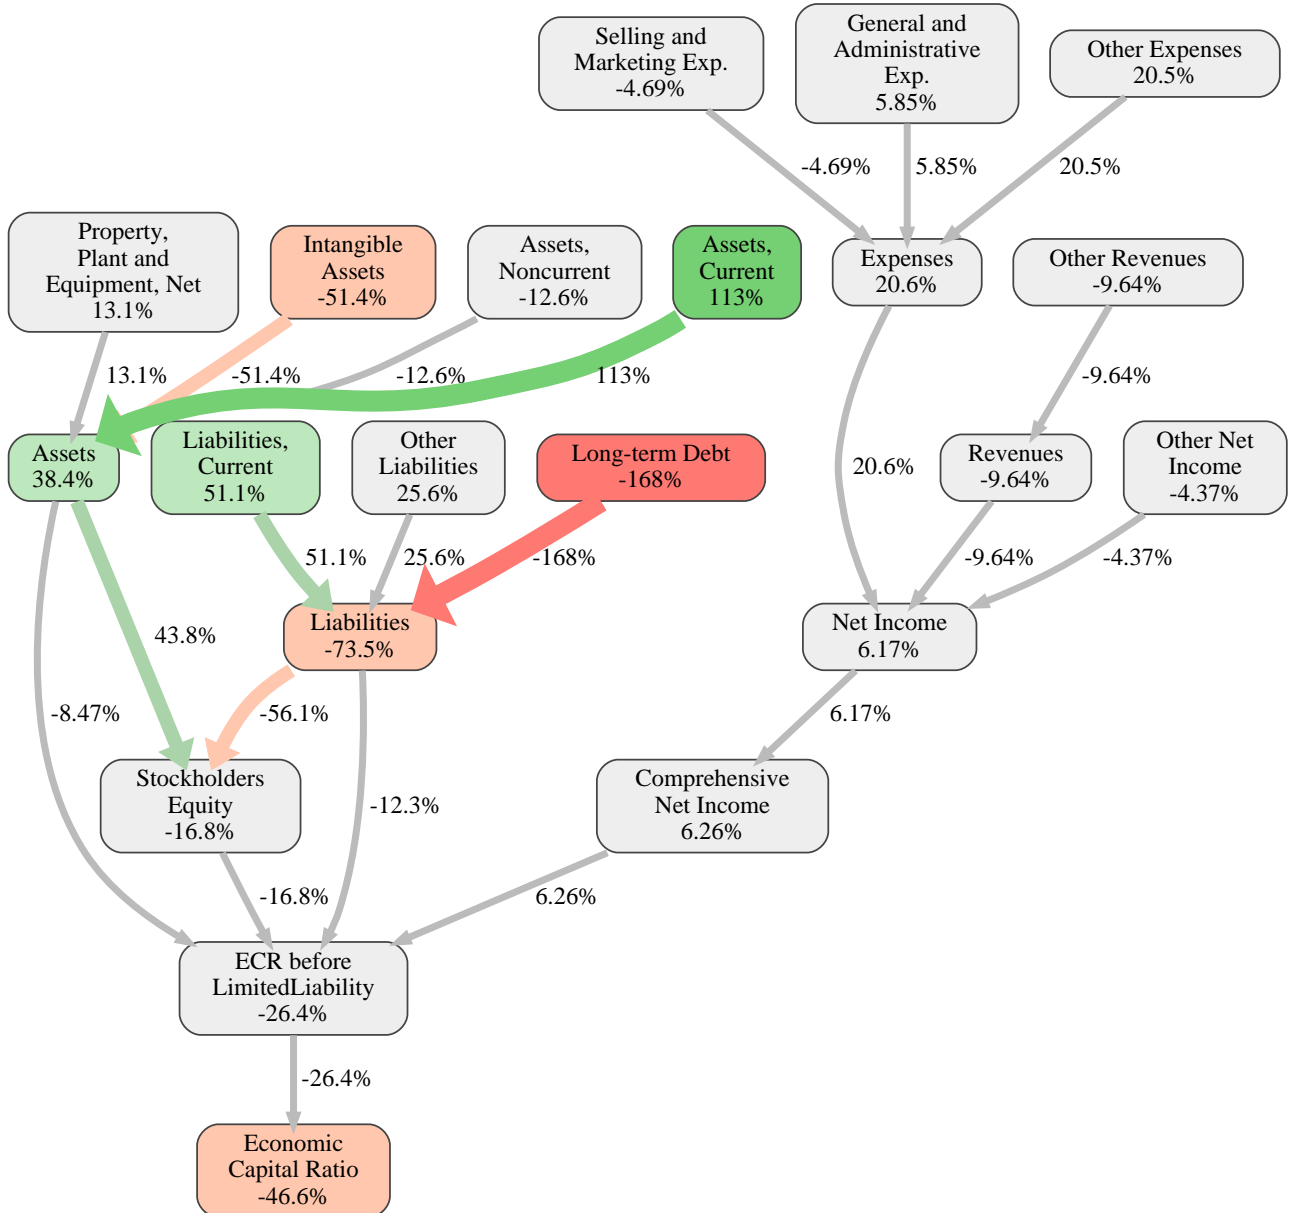 Selling and
Marketing Exp.
-4.69%
General and
Administrative
Exp.
5.85%
Other Expenses
20.5%
-4.69%
5.85%
20.5%
Property,
Plant and
Equipment, Net
13.1%
Intangible
Assets
-51.4%
Assets,
Noncurrent
-12.6%
Assets,
Current
113%
Expenses
20.6%
Other Revenues
-9.64%
13.1%
-51.4%
-12.6%
113%
-9.64%
Assets
38.4%
Liabilities,
Current
51.1%
Other
Liabilities
25.6%
Long-term Debt
-168%
20.6%
Revenues
-9.64%
Other Net
Income
-4.37%
51.1%
25.6%
-168%
-9.64%
-4.37%
43.8%
Liabilities
-73.5%
Net Income
6.17%
-8.47%
-56.1%
6.17%
Stockholders
Equity
-16.8%
-12.3%
Comprehensive
Net Income
6.26%
-16.8%
6.26%
ECR before
LimitedLiability
-26.4%
-26.4%
Economic
Capital Ratio
-46.6%